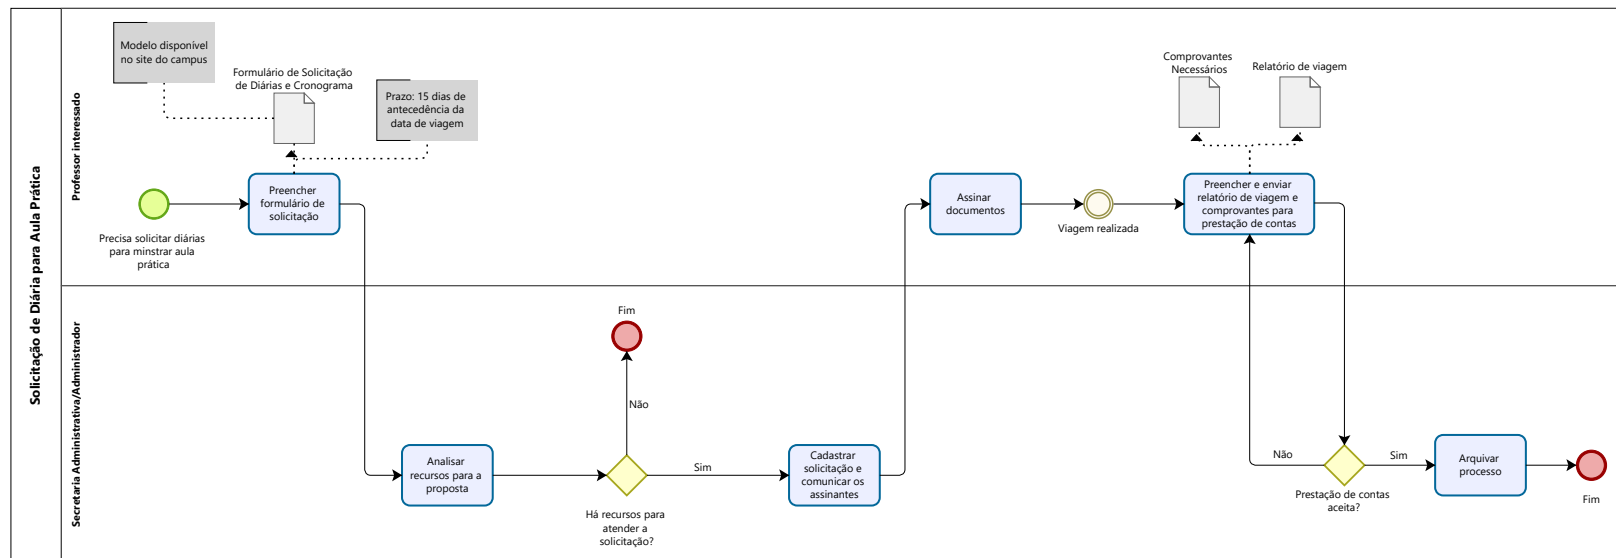 Solicitação de Diária para Aula Prática
Professor interessado
Modelo disponível
no site do campus
Formulário de Solicitação
de Diárias e Cronograma
Prazo: 15 dias de
antecedência da
data de viagem
Precisa solicitar diárias
para minstrar aula
prática
Preencher
formulário de
solicitação
Assinar
documentos
Viagem realizada
Comprovantes
Necessários
Relatório de viagem
Preencher e enviar
relatório de viagem e
comprovantes para
prestação de contas
Secretaria Administrativa/Administrador
Analisar
recursos para a
proposta
Fim
Não
Há recursos para
atender a
solicitação?
Sim
Cadastrar
solicitação e
comunicar os
assinantes
Não
Prestação de contas
aceita?
Sim
Arquivar
processo
Fim